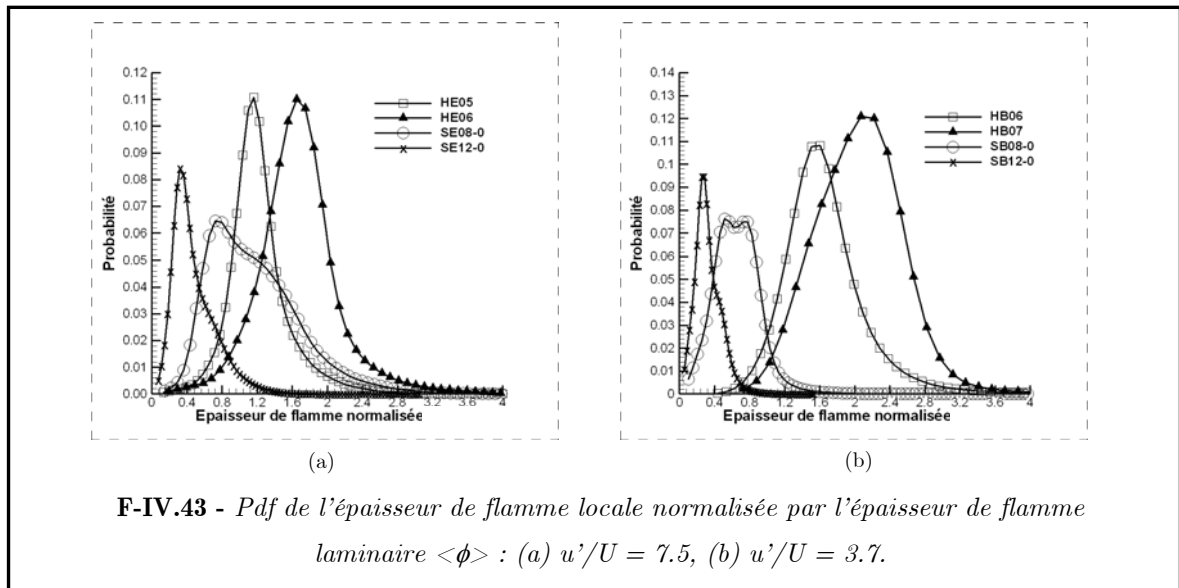 0.12
0.11
0.10
0.09
0.08
0.07
0.06
0.05
0.04
0.03
0.02
0.01
0.00
Probabilité
0 0.4 0.8 1.2 1.6 2 2.4 2.8 3.2 3.6 4
Epaisseur de flamme normalisée
HE05
HE06
SE08-0
SE12-0
(a)
0.14
0.13
0.12
0.11
0.1
0.09
0.08
0.07
0.06
0.05
0.04
0.03
0.02
0.01
0
Probabilité
0 0.4 0.8 1.2 1.6 2 2.4 2.8 3.2 3.6 4
Epaisseur de flamme normalisée
HB06
HB07
SB08-0
SB12-0
(b)
F-IV.43 - Pdf de l'épaisseur de flamme locale normalisée par l'épaisseur de flamme
laminaire <ϕ> : (a) u'/U = 7.5, (b) u'/U = 3.7.